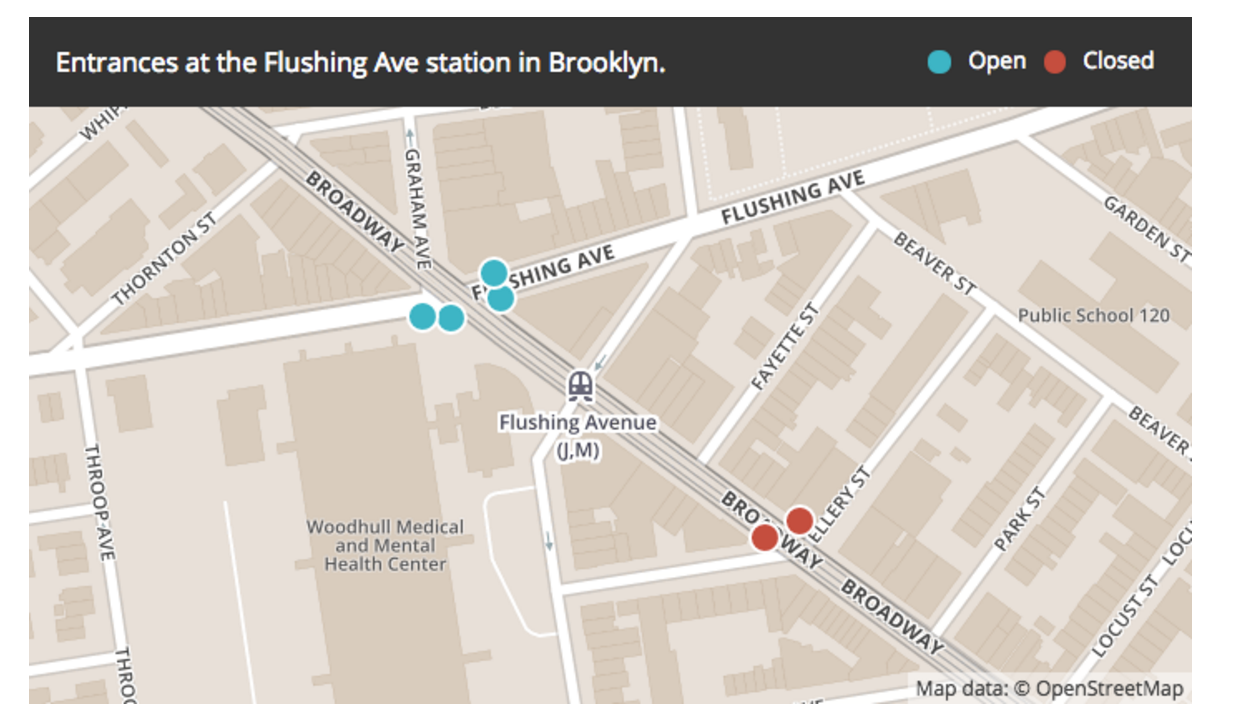 Entrances at the Flushing Ave station in Brooklyn.
Open
Closed
BROADWAY
GRAHAM AVE
THORNTON ST
FLUSHING AVE
SHING AVE
GARDEN ST
BEAVER ST
Public School 120
FAYETTE ST
Flushing Avenue
(J,M)
BEAVER
THROOP AVE
ELLERY ST
PARK ST
Woodhull Medical
and Mental
Health Center
BROADWAY
LOCUST ST
Map data: © OpenStreetMap